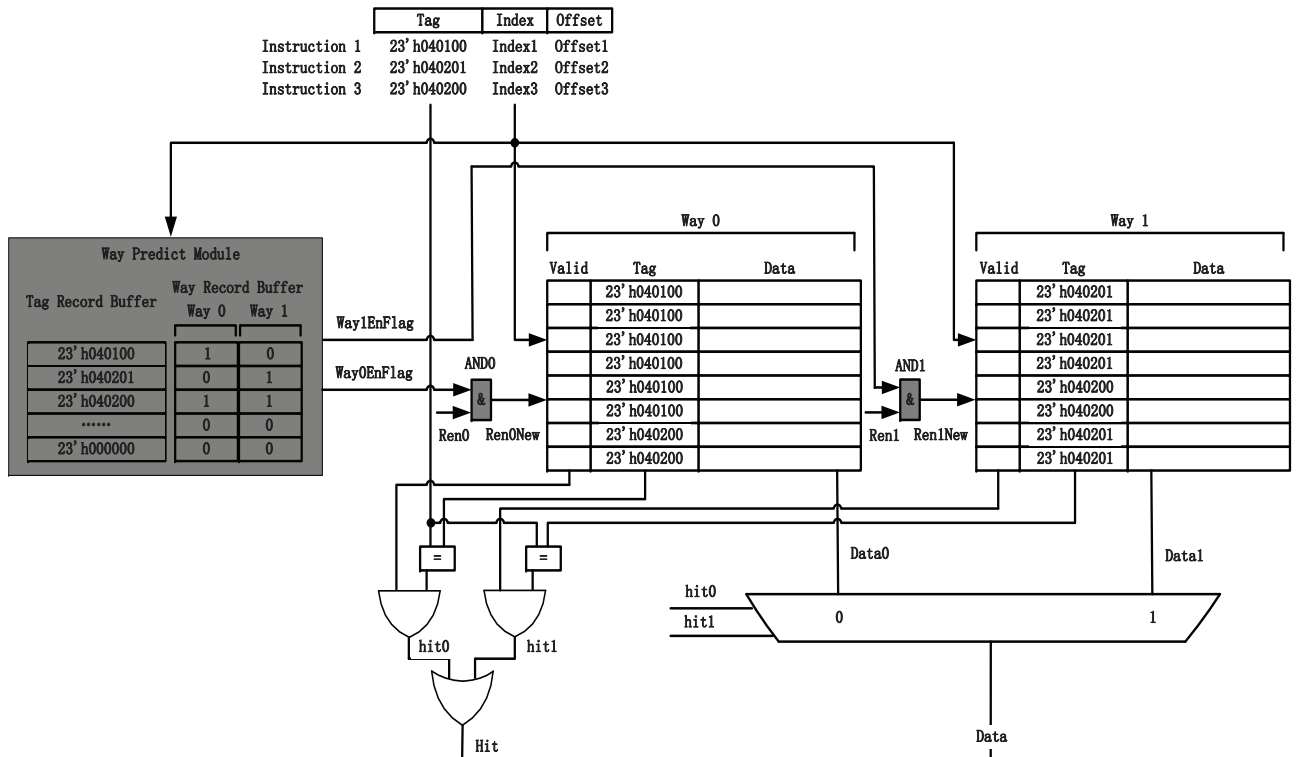 Tag Index Offset
Instruction 1 23'h040100 Index1 Offset1
Instruction 2 23'h040201 Index2 Offset2
Instruction 3 23'h040200 Index3 Offset3
Way 0
Way 1
Way Predict Module
Tag Record Buffer
Way Record Buffer
Way 0 Way 1
23'h040100 1 0
23'h040201 0 1
23'h040200 1 1
······ 0 0
23'h000000 0 0
Way1EnFlag
Way0EnFlag
AND0
&
Ren0
Ren0New
Valid Tag Data
23'h040100
23'h040100
23'h040100
23'h040100
23'h040100
23'h040100
23'h040200
23'h040200
AND1
&
Ren1
Ren1New
Valid Tag Data
23'h040201
23'h040201
23'h040201
23'h040201
23'h040200
23'h040200
23'h040201
23'h040201
=
=
Data0
Data1
hit0
hit1
0 1
hit0
hit1
Hit
Data